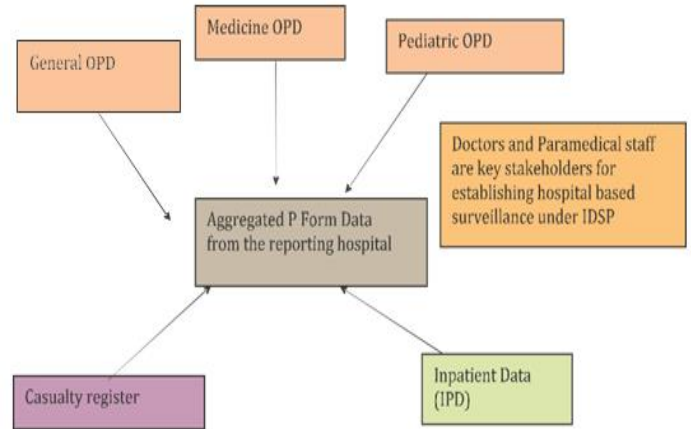 Medicine OPD
General OPD
Pediatric OPD
Doctors and Paramedical staff
are key stakeholders for
establishing hospital based
surveillance under IDSP
Aggregated P Form Data
from the reporting hospital
Casualty register
Inpatient Data
(IPD)